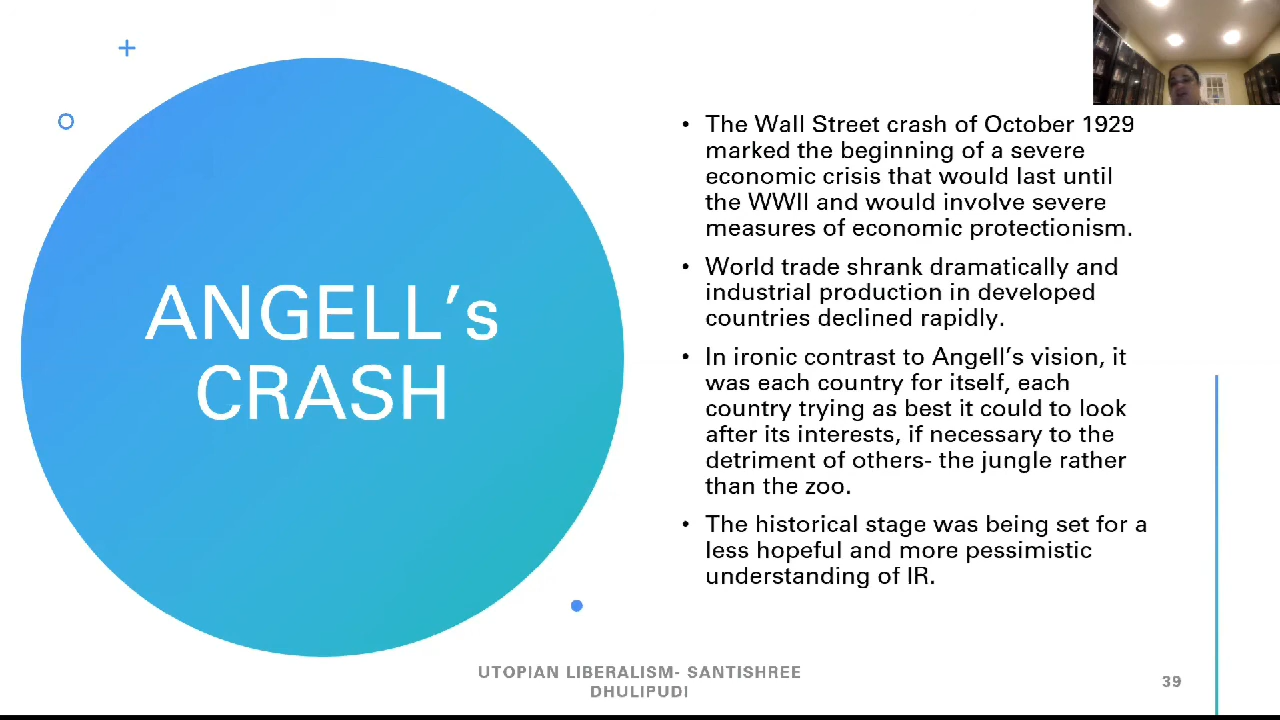 ANGELL’s
CRASH
• The Wall Street crash of October 1929
marked the beginning of a severe
economic crisis that would last until
the WWII and would involve severe
measures of economic protectionism.
• World trade shrank dramatically and
industrial production in developed
countries declined rapidly.
• In ironic contrast to Angell’s vision, it
was each country for itself, each
country trying as best it could to look
after its interests, if necessary to the
detriment of others- the jungle rather
than the zoo.
• The historical stage was being set for a
less hopeful and more pessimistic
understanding of IR.
UTOPIAN LIBERALISM- SANTISHREE
DHULIPUDI
39